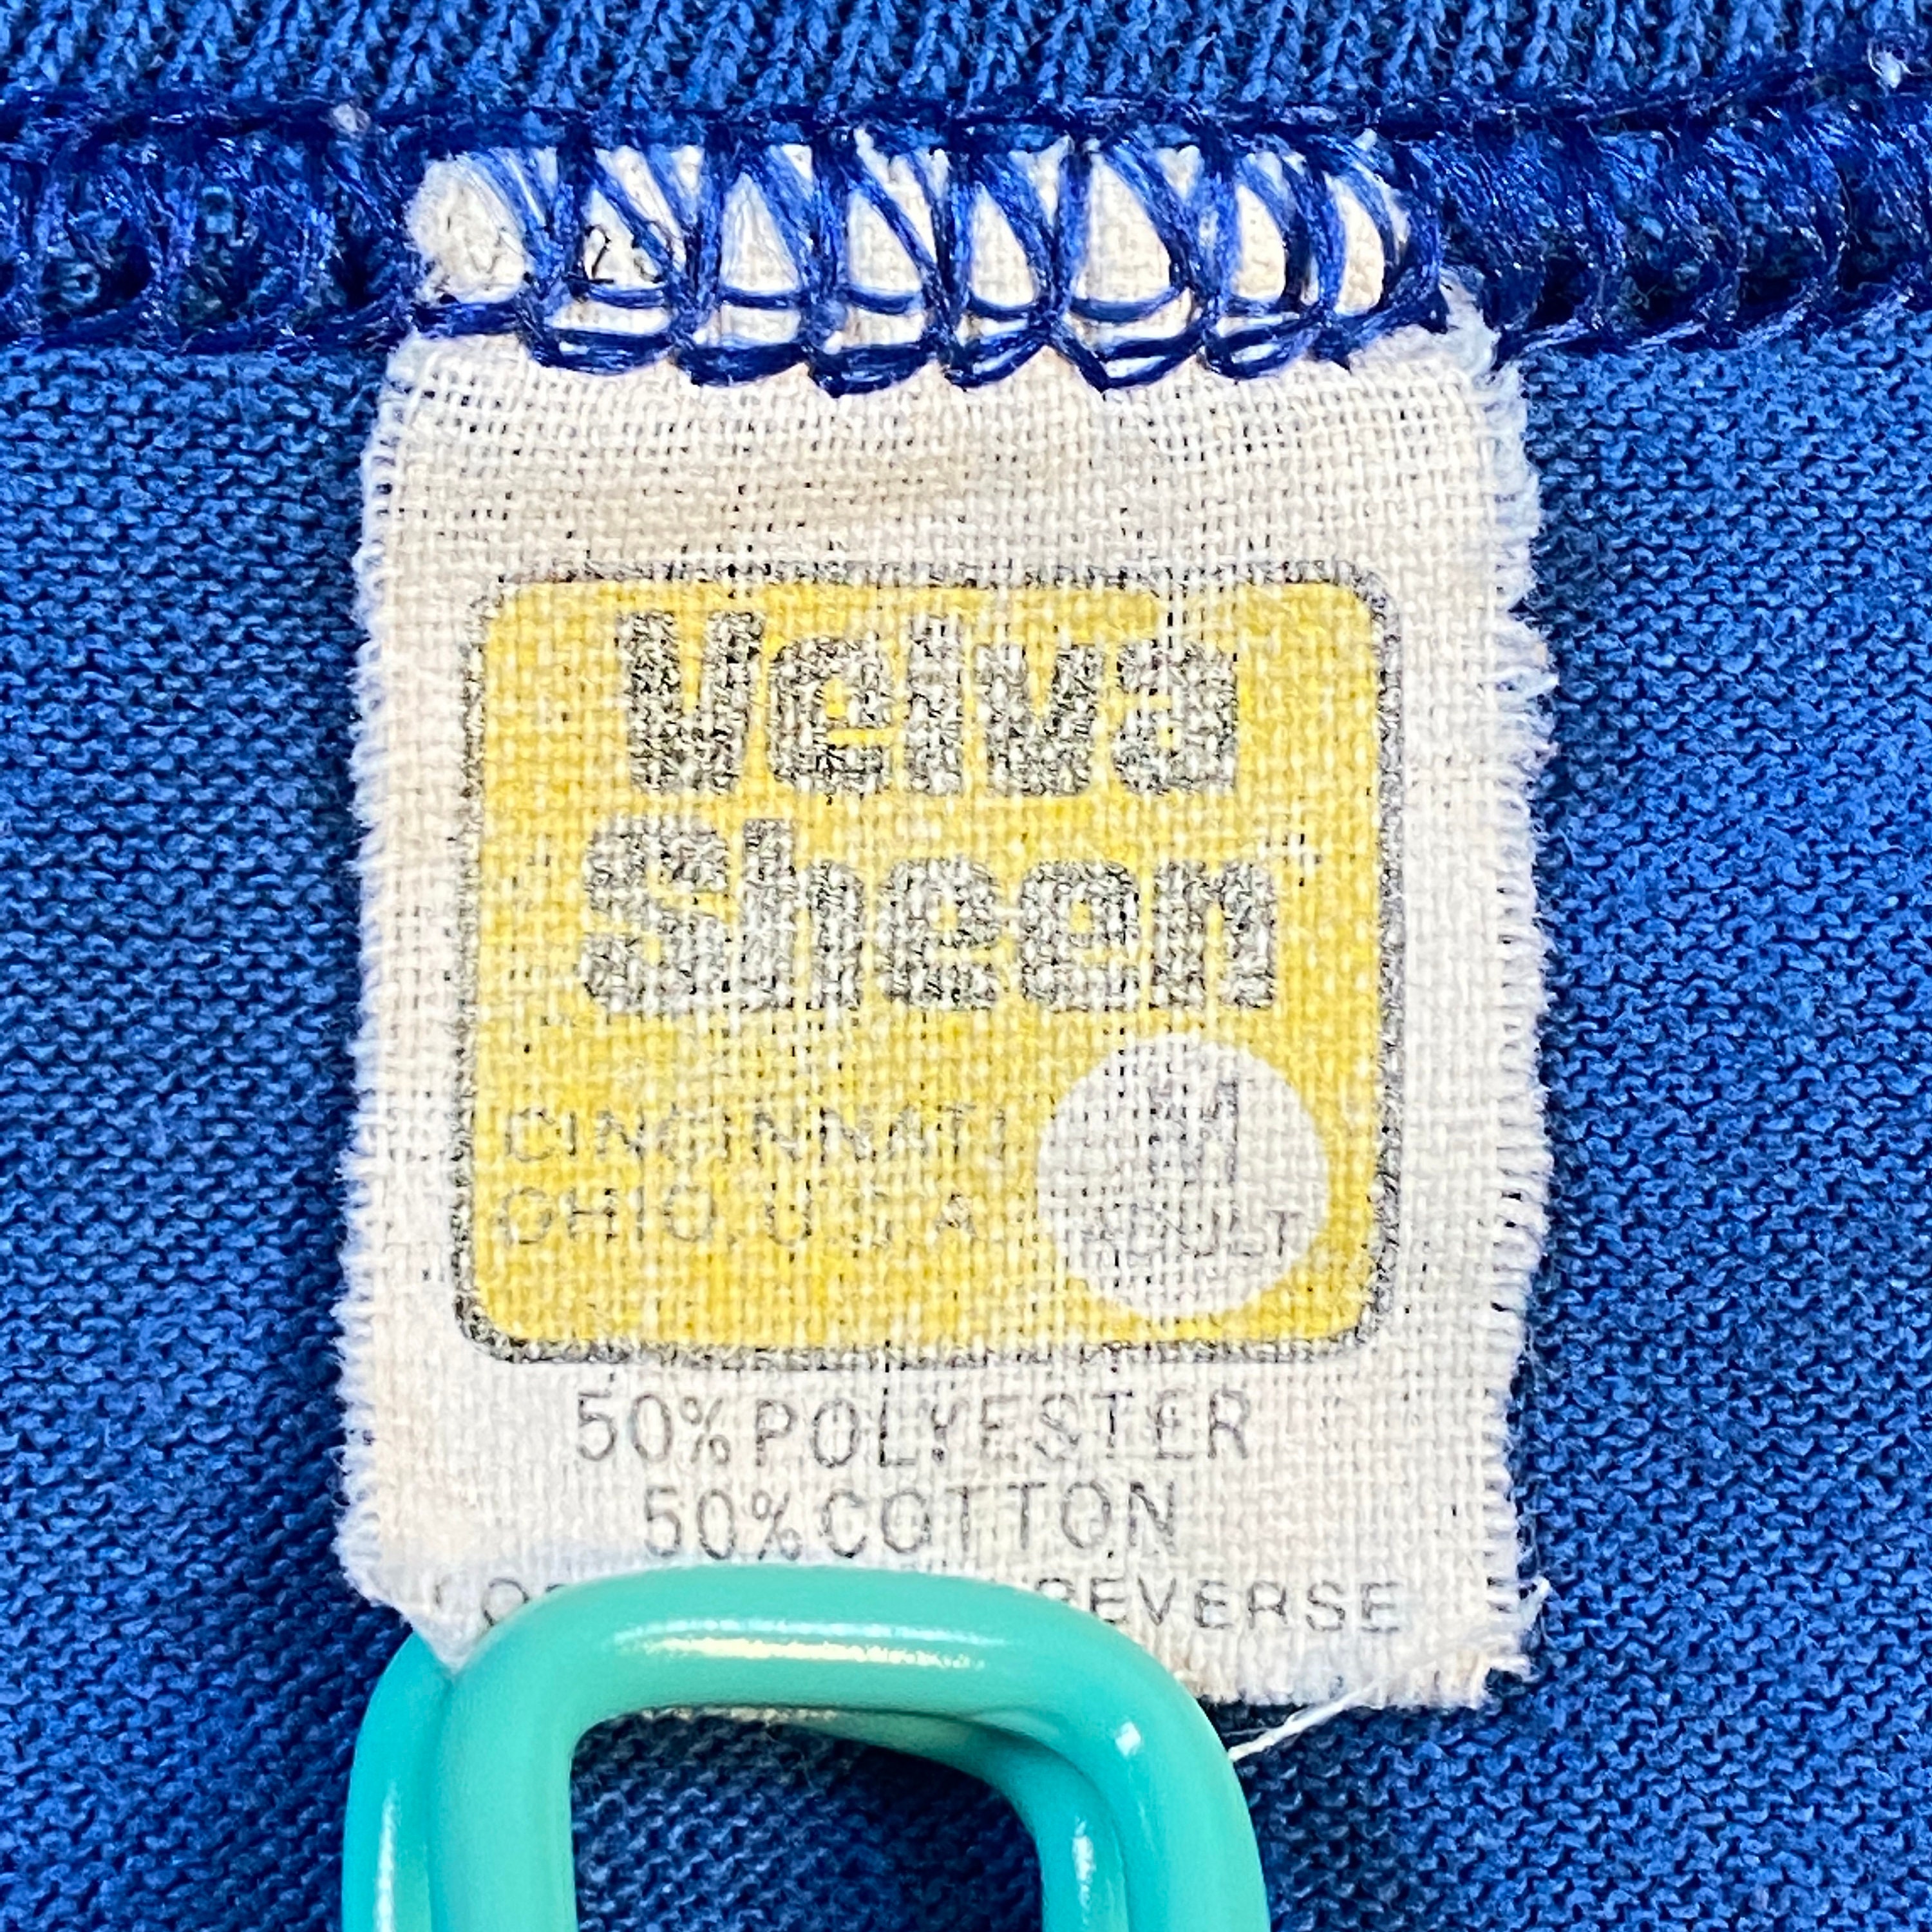 Velva
Sheen
CINCINNATI
OHIO, U.S.A.
M
ADULT
50% POLYESTER
50% COTTON
REVERSE